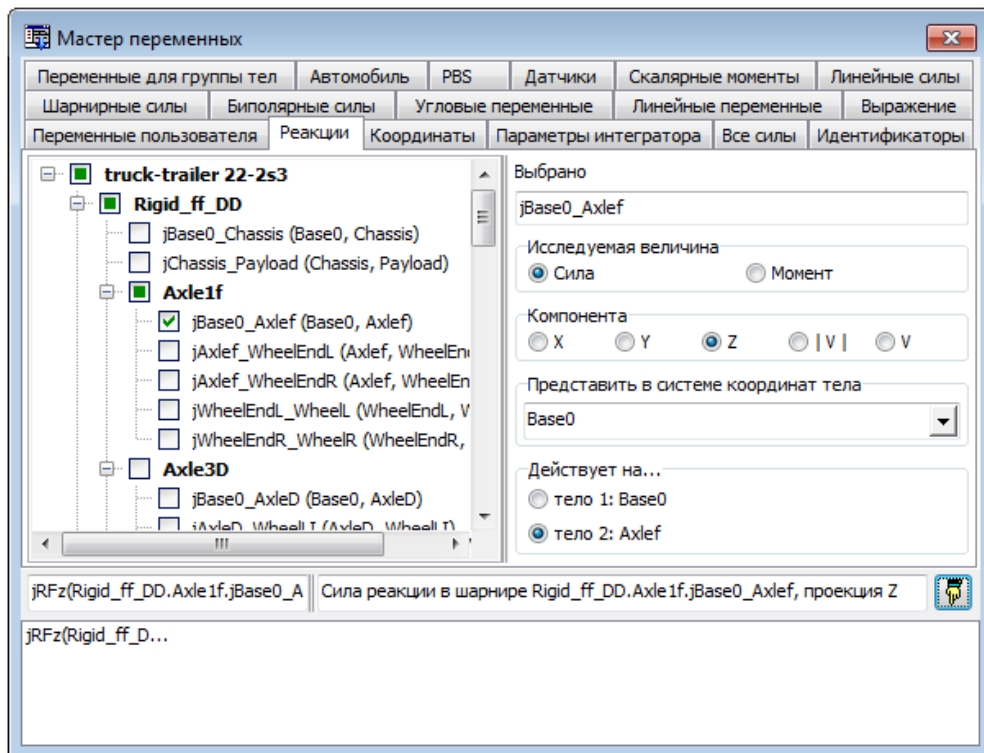 Мастер переменных
Переменные для группы тел Автомобиль PBS Датчики Скалярные моменты Линейные силы
Шарнирные силы Биполярные силы Угловые переменные Линейные переменные Выражение
Переменные пользователя Реакции Координаты Параметры интегратора Все силы Идентификаторы
truck-trailer 22-2s3
Rigid_ff_DD
jBase0_Chassis (Base0, Chassis)
jChassis_Payload (Chassis, Payload)
Axle1f
jBase0_Axlef (Base0, Axlef)
jAxlef_WheelEndL (Axlef, WheelEn
jAxlef_WheelEndR (Axlef, WheelEn
jWheelEndL_WheelL (WheelEndL, W
jWheelEndR_WheelR (WheelEndR,
Axle3D
jBase0_AxleD (Base0, AxleD)
jAxleD_WheelLI (AxleD, WheelLI)
Выбрано
jBase0_Axlef
Исследуемая величина
Сила Момент
Компонента
X Y Z | V | V
Представить в системе координат тела
Base0
Действует на...
тело 1: Base0
тело 2: Axlef
jRFz(Rigid_ff_DD.Axle1f.jBase0_A Сила реакции в шарнире Rigid_ff_DD.Axle1f.jBase0_Axlef, проекция Z
jRFz(Rigid_ff_D...